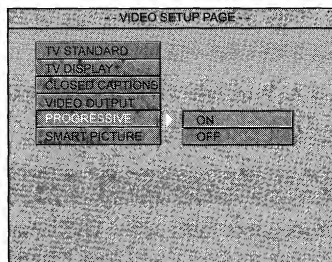 -- VIDEO SETUP PAGE --
TV STANDARD
TV DISPLAY
CLOSED CAPTIONS
VIDEO OUTPUT
PROGRESSIVE
ON
SMART PICTURE
OFF